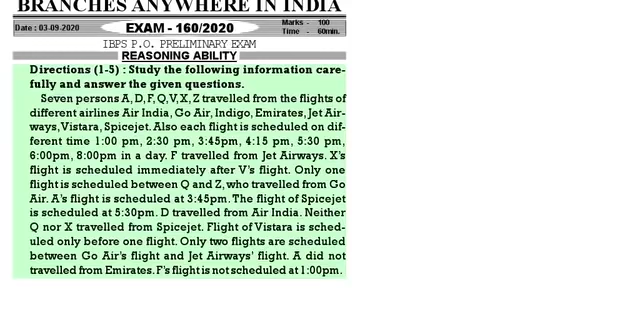 BRANCHES ANYWHERE IN INDIA
Date : 03-09-2020 EXAM - 160/2020 Marks - 100
Time - 60min.
IBPS P.O. PRELIMINARY EXAM
REASONING ABILITY
Directions (1-5) : Study the following information care-
fully and answer the given questions.
Seven persons A, D, F, Q, V, X, Z travelled from the flights of
different airlines Air India, Go Air, Indigo, Emirates, Jet Air-
ways, Vistara, Spicejet. Also each flight is scheduled on dif-
ferent time 1:00 pm, 2:30 pm, 3:45pm, 4:15 pm, 5:30 pm,
6:00pm, 8:00pm in a day. F travelled from Jet Airways. X's
flight is scheduled immediately after V's flight. Only one
flight is scheduled between Q and Z, who travelled from Go
Air. A's flight is scheduled at 3:45pm. The flight of Spicejet
is scheduled at 5:30pm. D travelled from Air India. Neither
Q nor X travelled from Spicejet. Flight of Vistara is sched-
uled only before one flight. Only two flights are scheduled
between Go Air's flight and Jet Airways' flight. A did not
travelled from Emirates. F's flight is not scheduled at 1:00pm.